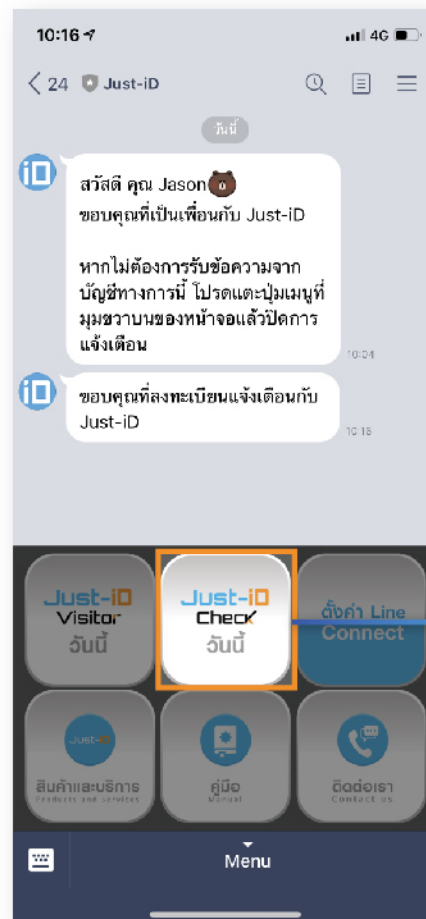 10:16
4G
24 Just-iD
วันนี้
iD
สวัสดี คุณ Jason
ขอบคุณที่เป็นเพื่อนกับ Just-iD
หากไม่ต้องการรับข้อความจาก
บัญชีทางการนี้ โปรดแตะปุ่มเมนูที่
มุมขวาบนของหน้าจอแล้วปิดการ
แจ้งเตือน
10:04
iD
ขอบคุณที่ลงทะเบียนแจ้งเตือนกับ
Just-iD
10:16
Just-iD
Visitor
วันนี้
Just-iD
Check
วันนี้
ตั้งค่า Line
Connect
Just-iD
สินค้าและบริการ
Products and services
คู่มือ
Manual
ติดต่อเรา
Contact us
Menu